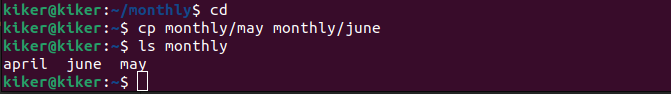 kiker@kiker:~/monthly$ cd
kiker@kiker:~$ cp monthly/may monthly/june
kiker@kiker:~$ ls monthly
april  june  may
kiker@kiker:~$